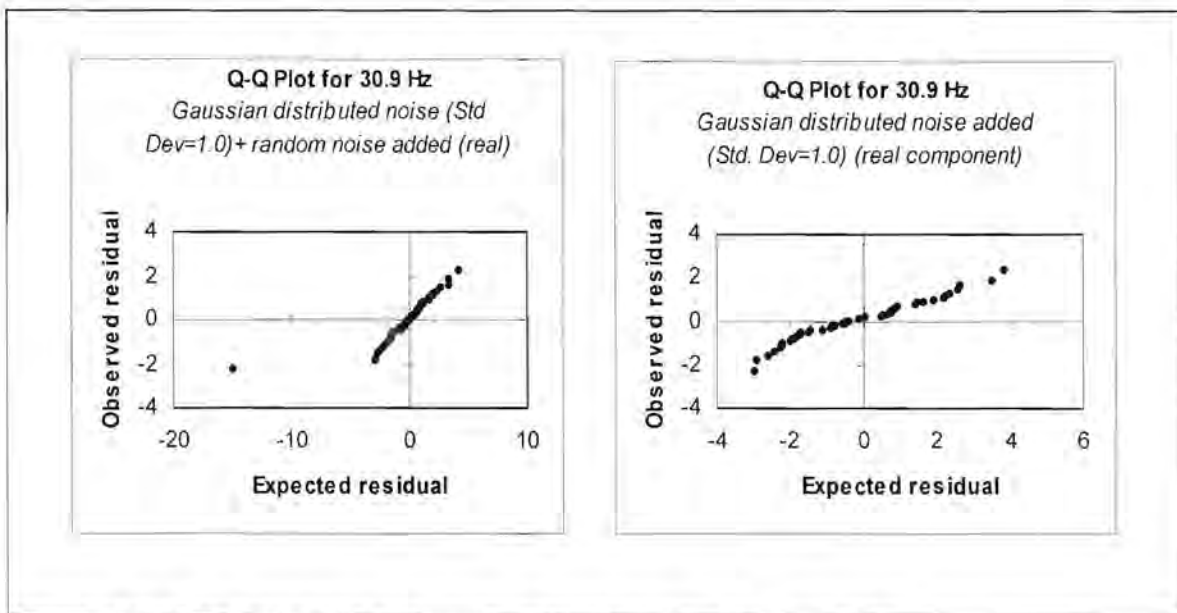 Q-Q Plot for 30.9 Hz
Gaussian distributed noise (Std
Dev=1.0)+ random noise added (real)
Observed residual
4
2
0
-2
-4
-20
-10
0
10
Expected residual
Q-Q Plot for 30.9 Hz
Gaussian distributed noise added
(Std. Dev=1.0) (real component)
Observed residual
4
2
0
-2
-4
-4
-2
0
2
4
6
Expected residual